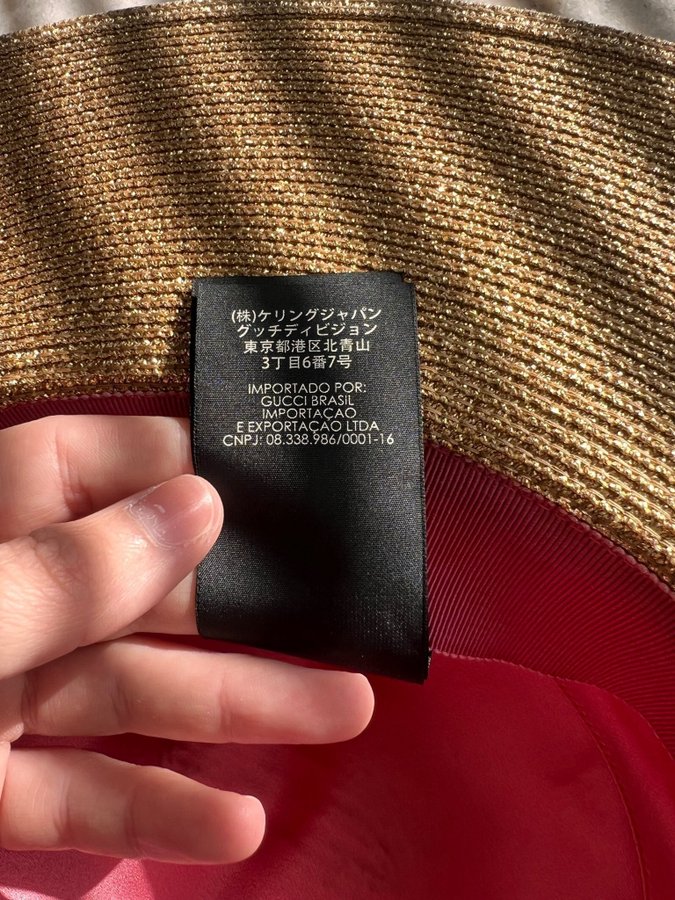 (株)ケリングジャパン
グッチディビジョン
東京都港区北青山
3丁目6番7号
IMPORTADO POR:
GUCCI BRASIL
IMPORTAÇAO
E EXPORTAÇAO LTDA
CNPJ: 08.338.986/0001-16